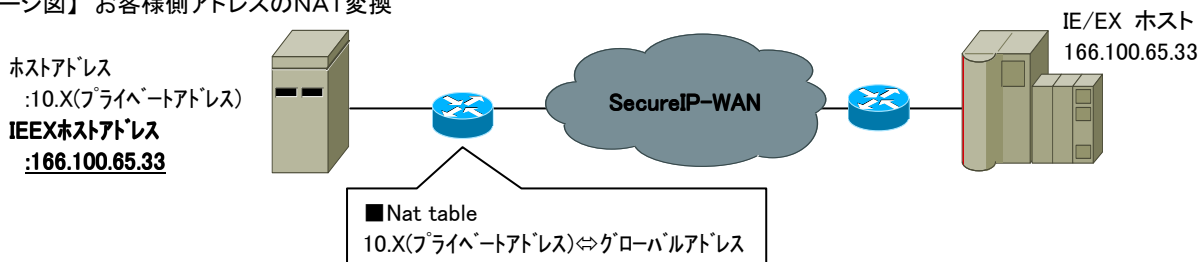 ージ図】 お客様側アドレスのNAT変換
IE/EX ホスト
166.100.65.33
ホストアドレス
:10.X(プライベートアドレス)
IEEXホストアドレス
:166.100.65.33
SecureIP-WAN
■Nat table
10.X(プライベートアドレス)⇔グローバルアドレス